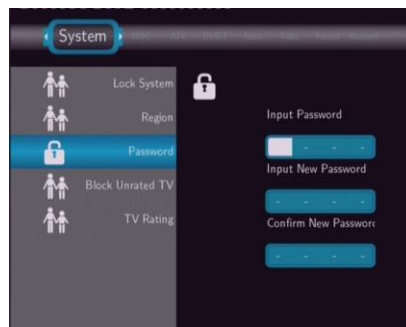 System
Lock System
Region
Input Password
Password
- - -
Input New Password
Block Unrated TV
- - - -
TV Rating
Confirm New Passworc
- - - -